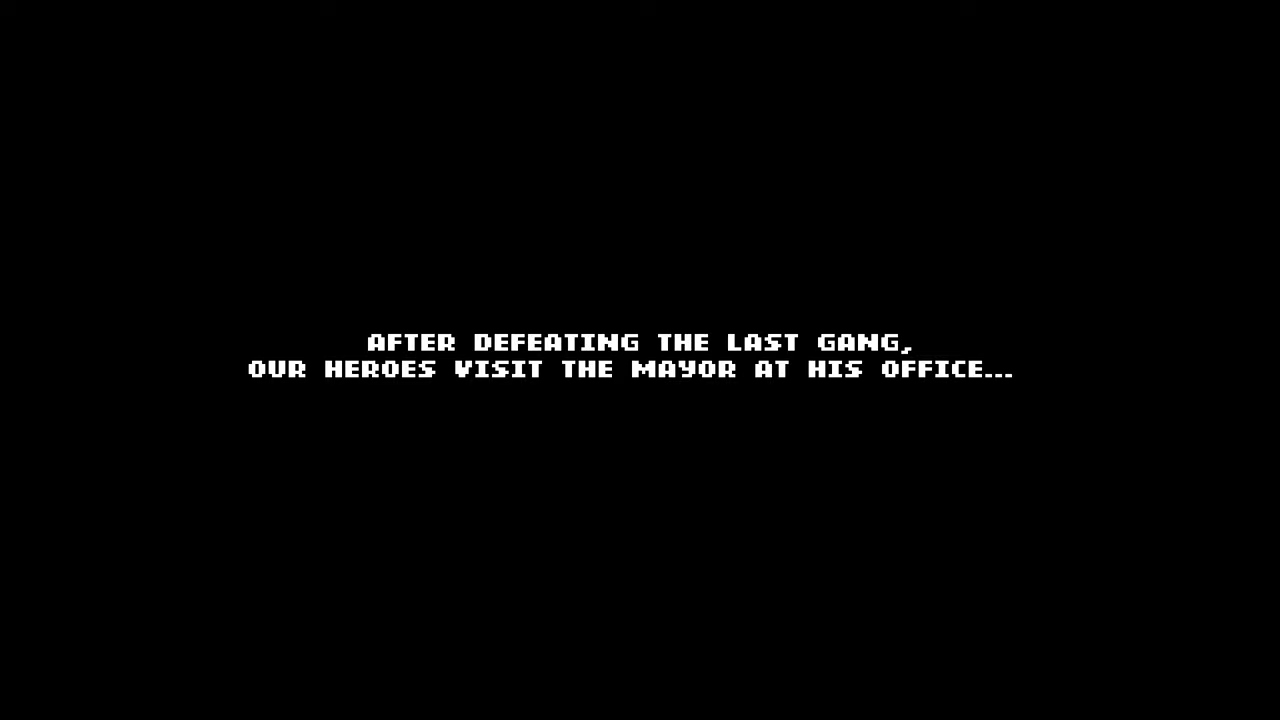 AFTER DEFEATING THE LAST GANG,
OUR HEROES VISIT THE MAYOR AT HIS OFFICE...